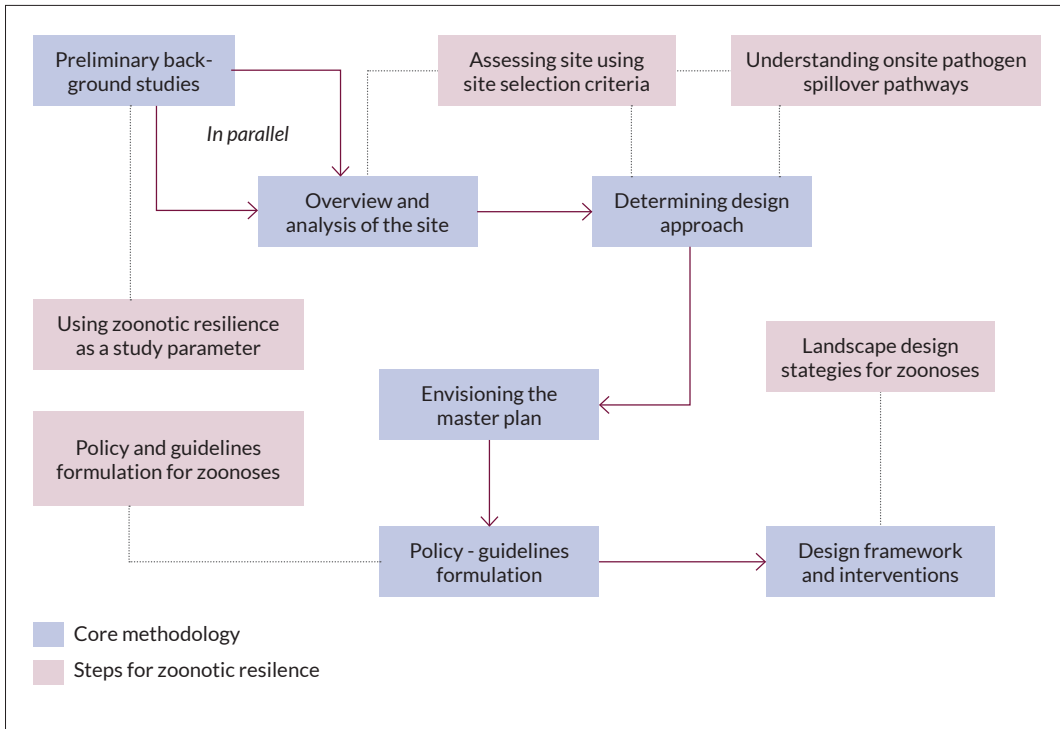 Preliminary back-
ground studies
Assessing site using
site selection criteria
Understanding onsite pathogen
spillover pathways
In parallel
Overview and
analysis of the site
Determining design
approach
Using zoonotic resilience
as a study parameter
Landscape design
stategies for zoonoses
Envisioning the
master plan
Policy and guidelines
formulation for zoonoses
Policy - guidelines
formulation
Design framework
and interventions
Core methodology
Steps for zoonotic resilence